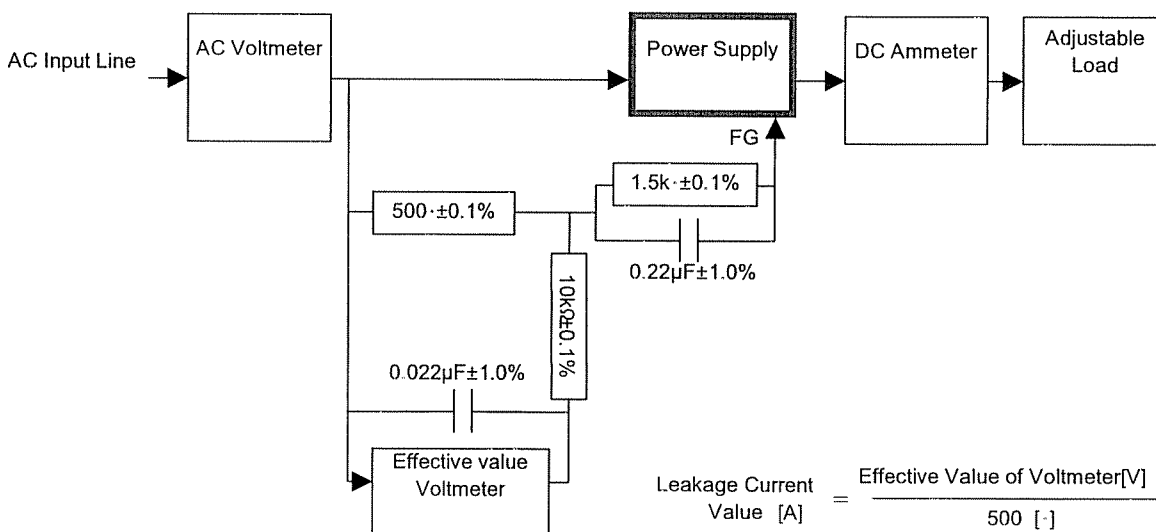 AC Input Line
AC Voltmeter
Power Supply
DC Ammeter
Adjustable
Load
FG
500·±0.1%
1.5k·±0.1%
0.22µF±1.0%
10kΩ±0.1%
0.022µF±1.0%
Effective value
Voltmeter
Leakage Current
Value [A]
=
Effective Value of Voltmeter[V]
500 [·]